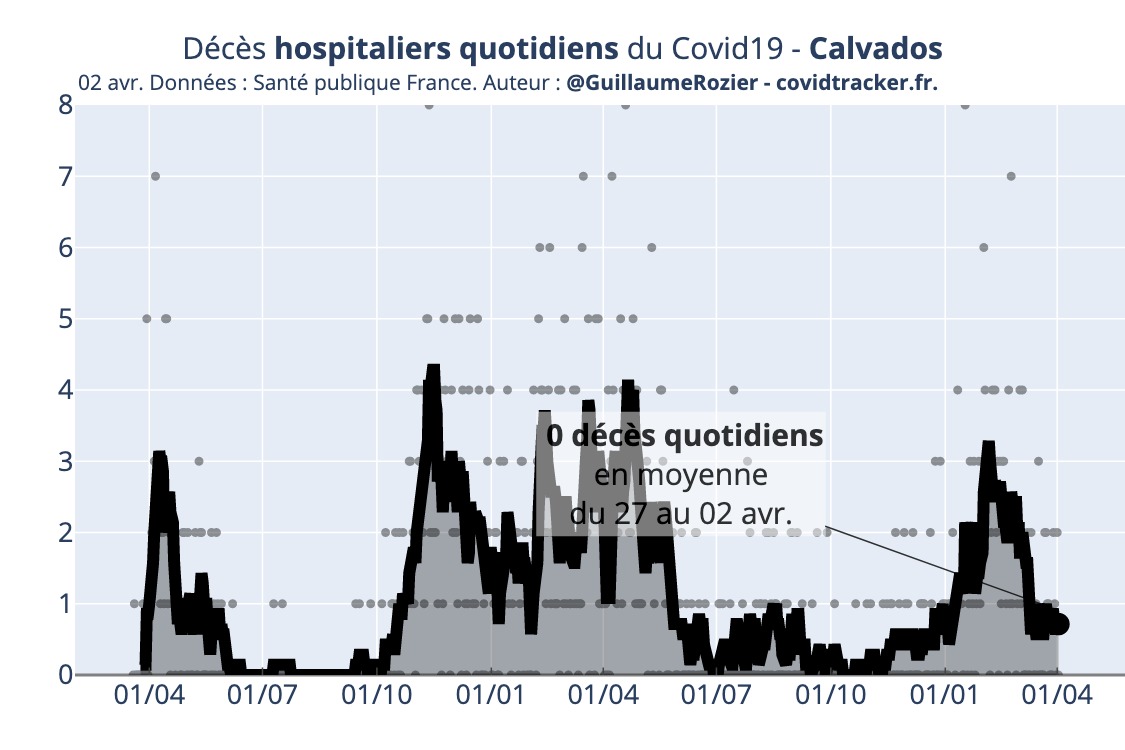 Décès hospitaliers quotidiens du Covid19 - Calvados
02 avr. Données : Santé publique France. Auteur : @GuillaumeRozier - covidtracker.fr.
8
7
6
5
4
3
2
1
0
0 décès quotidiens
en moyenne
du 27 au 02 avr.
01/04 01/07 01/10 01/01 01/04 01/07 01/10 01/01 01/04